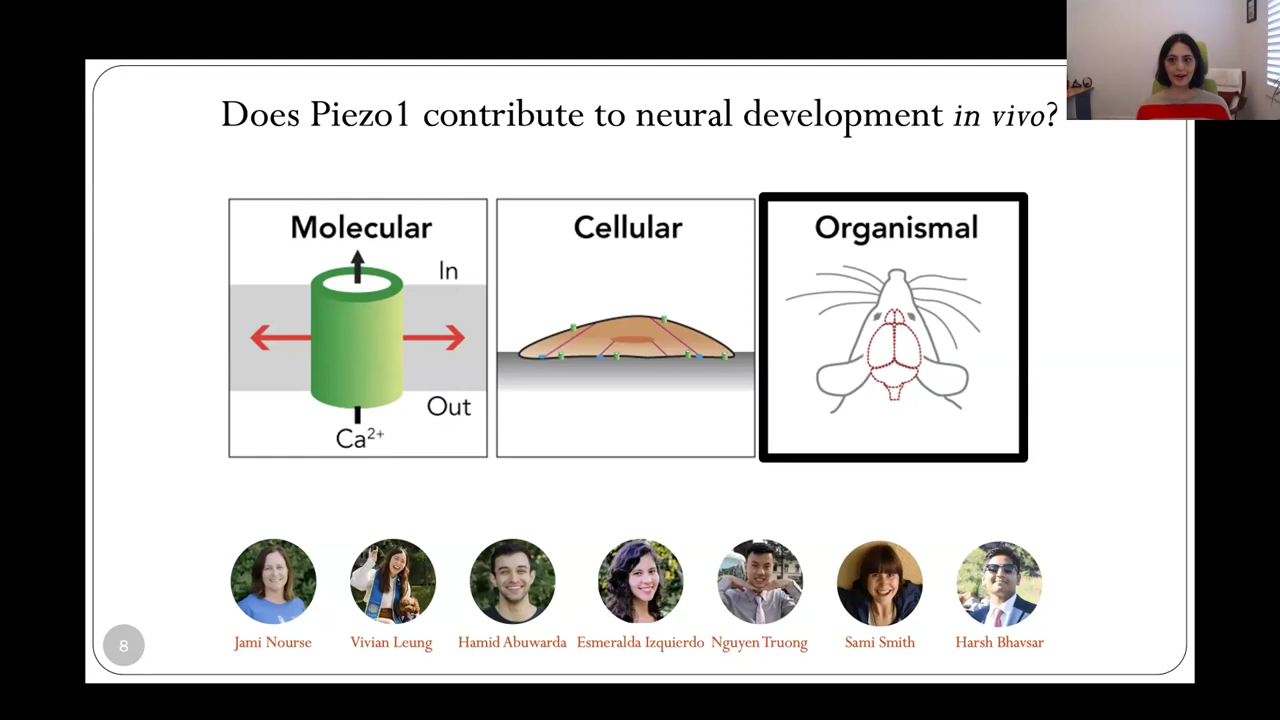 Does Piezo1 contribute to neural development in vivo?
Molecular
In
Out
Ca²⁺
Cellular
Organismal
Jami Nourse
Vivian Leung
Hamid Abuwarda
Esmeralda Izquierdo
Nguyen Truong
Sami Smith
Harsh Bhavsar
8